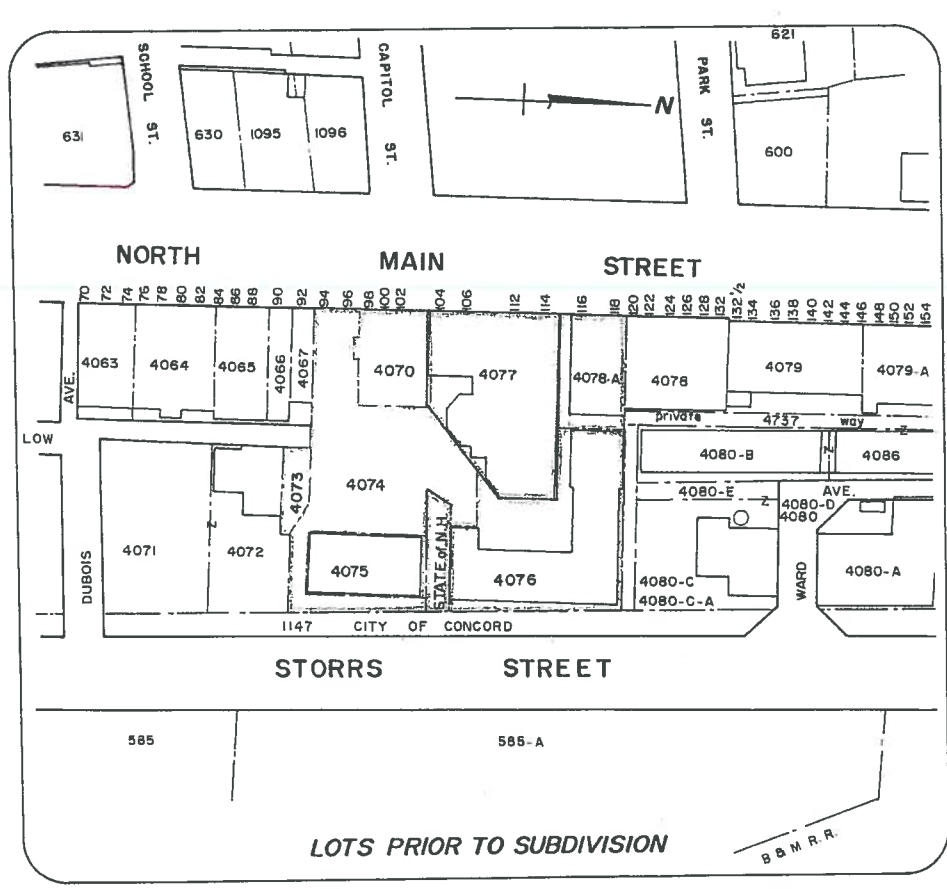 621
SCHOOL ST.
CAPITOL ST.
PARK ST.
N
631
630
1095
1096
600
NORTH MAIN STREET
70 72 74 76 78 80 82 84 86 88 90 92 94 96 98 100 102 104 106 112 114 116 118 120 122 124 126 128 132 132 1/2 134 136 138 140 142 144 146 148 150 152 154
4063
4064
4065
4066
4067
4070
4077
4078-A
4078
4079
4079-A
LOW AVE.
private 4737 way
Z
4080-B
Z
4086
4073
4074
4080-E
Z
AVE.
4080-D
4080
4071
Z
4072
4075
STATE of N.H.
4076
4080-C
4080-C-A
WARD
4080-A
DUBOIS
1147 CITY OF CONCORD
STORRS STREET
585
585-A
LOTS PRIOR TO SUBDIVISION
B & M R.R.